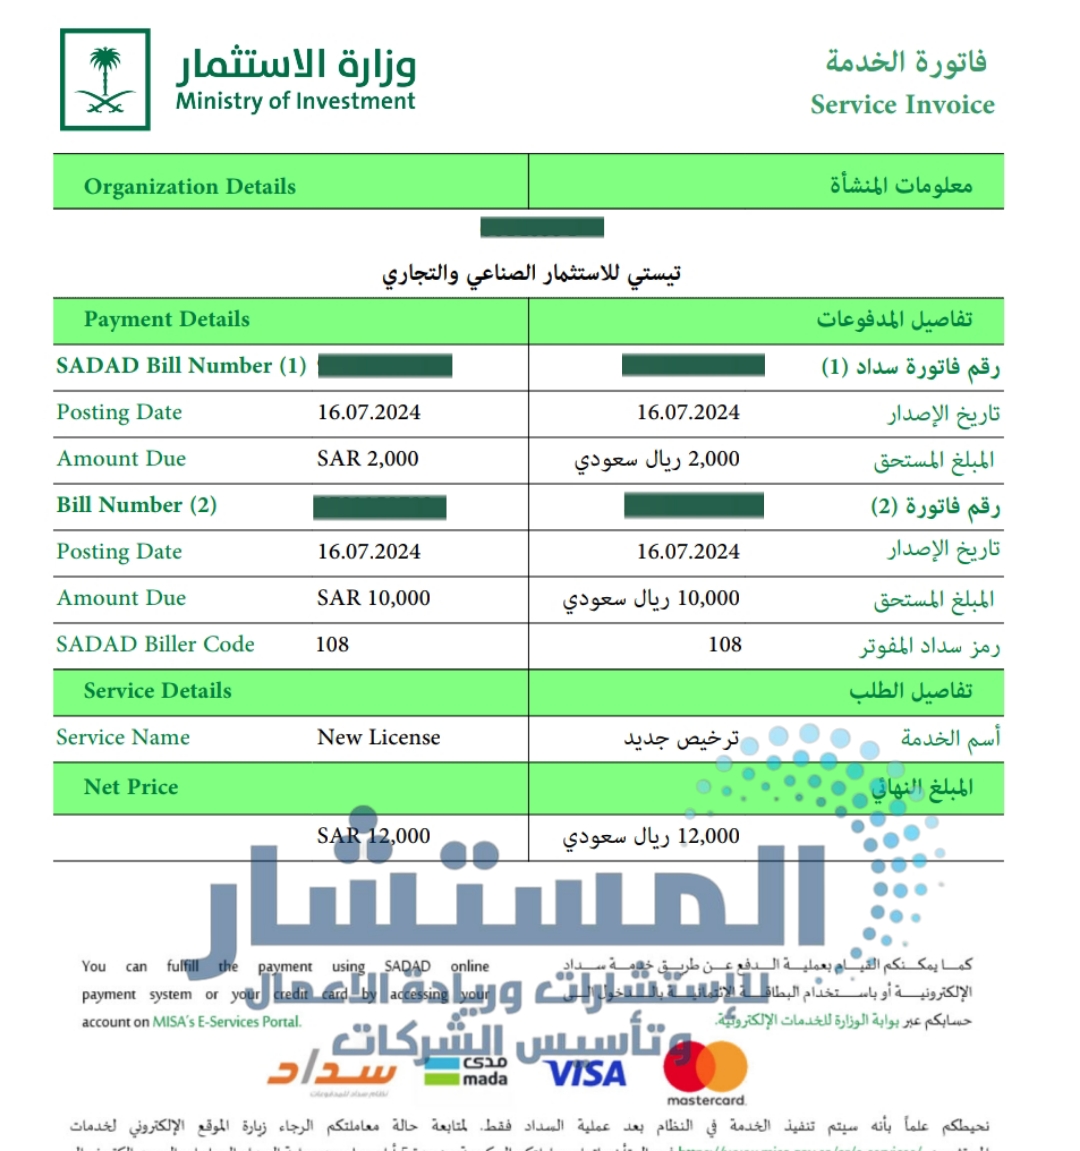 وزارة الاستثمار
Ministry of Investment
فاتورة الخدمة
Service Invoice
Organization Details معلومات المنشأة
تيستي للاستثمار الصناعي والتجاري
Payment Details تفاصيل المدفوعات
SADAD Bill Number (1) رقم فاتورة سداد (1)
Posting Date 16.07.2024 16.07.2024 تاريخ الإصدار
Amount Due SAR 2,000 2,000 ريال سعودي المبلغ المستحق
Bill Number (2) رقم فاتورة (2)
Posting Date 16.07.2024 16.07.2024 تاريخ الإصدار
Amount Due SAR 10,000 10,000 ريال سعودي المبلغ المستحق
SADAD Biller Code 108 108 رمز سداد المفوتر
Service Details تفاصيل الطلب
Service Name New License ترخيص جديد أسم الخدمة
Net Price المبلغ النهائي
SAR 12,000 12,000 ريال سعودي
المستشار
للإستشارات وريادة الاعمال
وتأسيس الشركات
You can fulfill the payment using SADAD online
payment system or your credit card by accessing your
account on MISA's E-Services Portal.
كما يمكنكم القيام بعملية الدفع عن طريق خدمة سداد
الإلكترونية أو باستخدام البطاقة الائتمانية بالدخول إلى
حسابكم عبر بوابة الوزارة للخدمات الإلكترونية.
سداد
نظام سداد للمدفوعات
مدى
mada
VISA
mastercard.
نحيطكم علماً بأنه سيتم تنفيذ الخدمة في النظام بعد عملية السداد فقط. لمتابعة حالة معاملتكم الرجاء زيارة الموقع الإلكتروني لخدمات